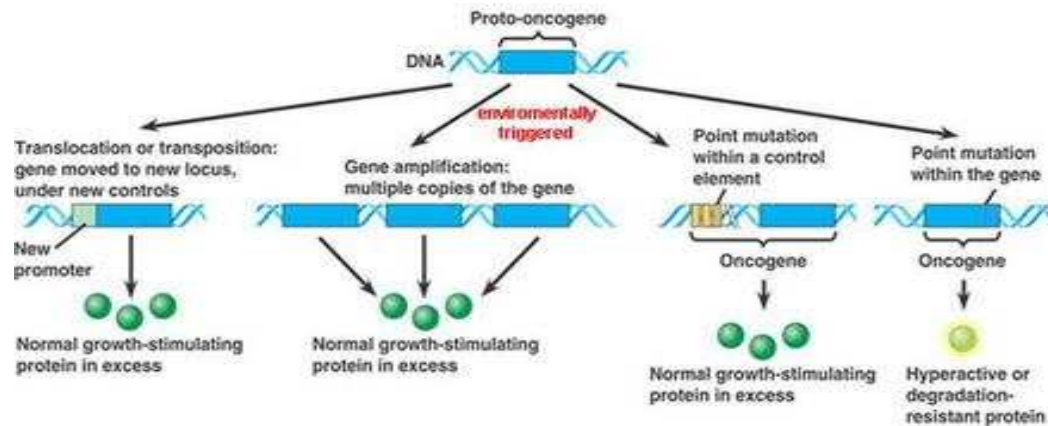 Proto-oncogene
DNA
enviromentally
triggered
Translocation or transposition:
gene moved to new locus,
under new controls
New
promoter
Normal growth-stimulating
protein in excess
Gene amplification:
multiple copies of the gene
Normal growth-stimulating
protein in excess
Point mutation
within a control
element
Oncogene
Normal growth-stimulating
protein in excess
Point mutation
within the gene
Oncogene
Hyperactive or
degradation-
resistant protein